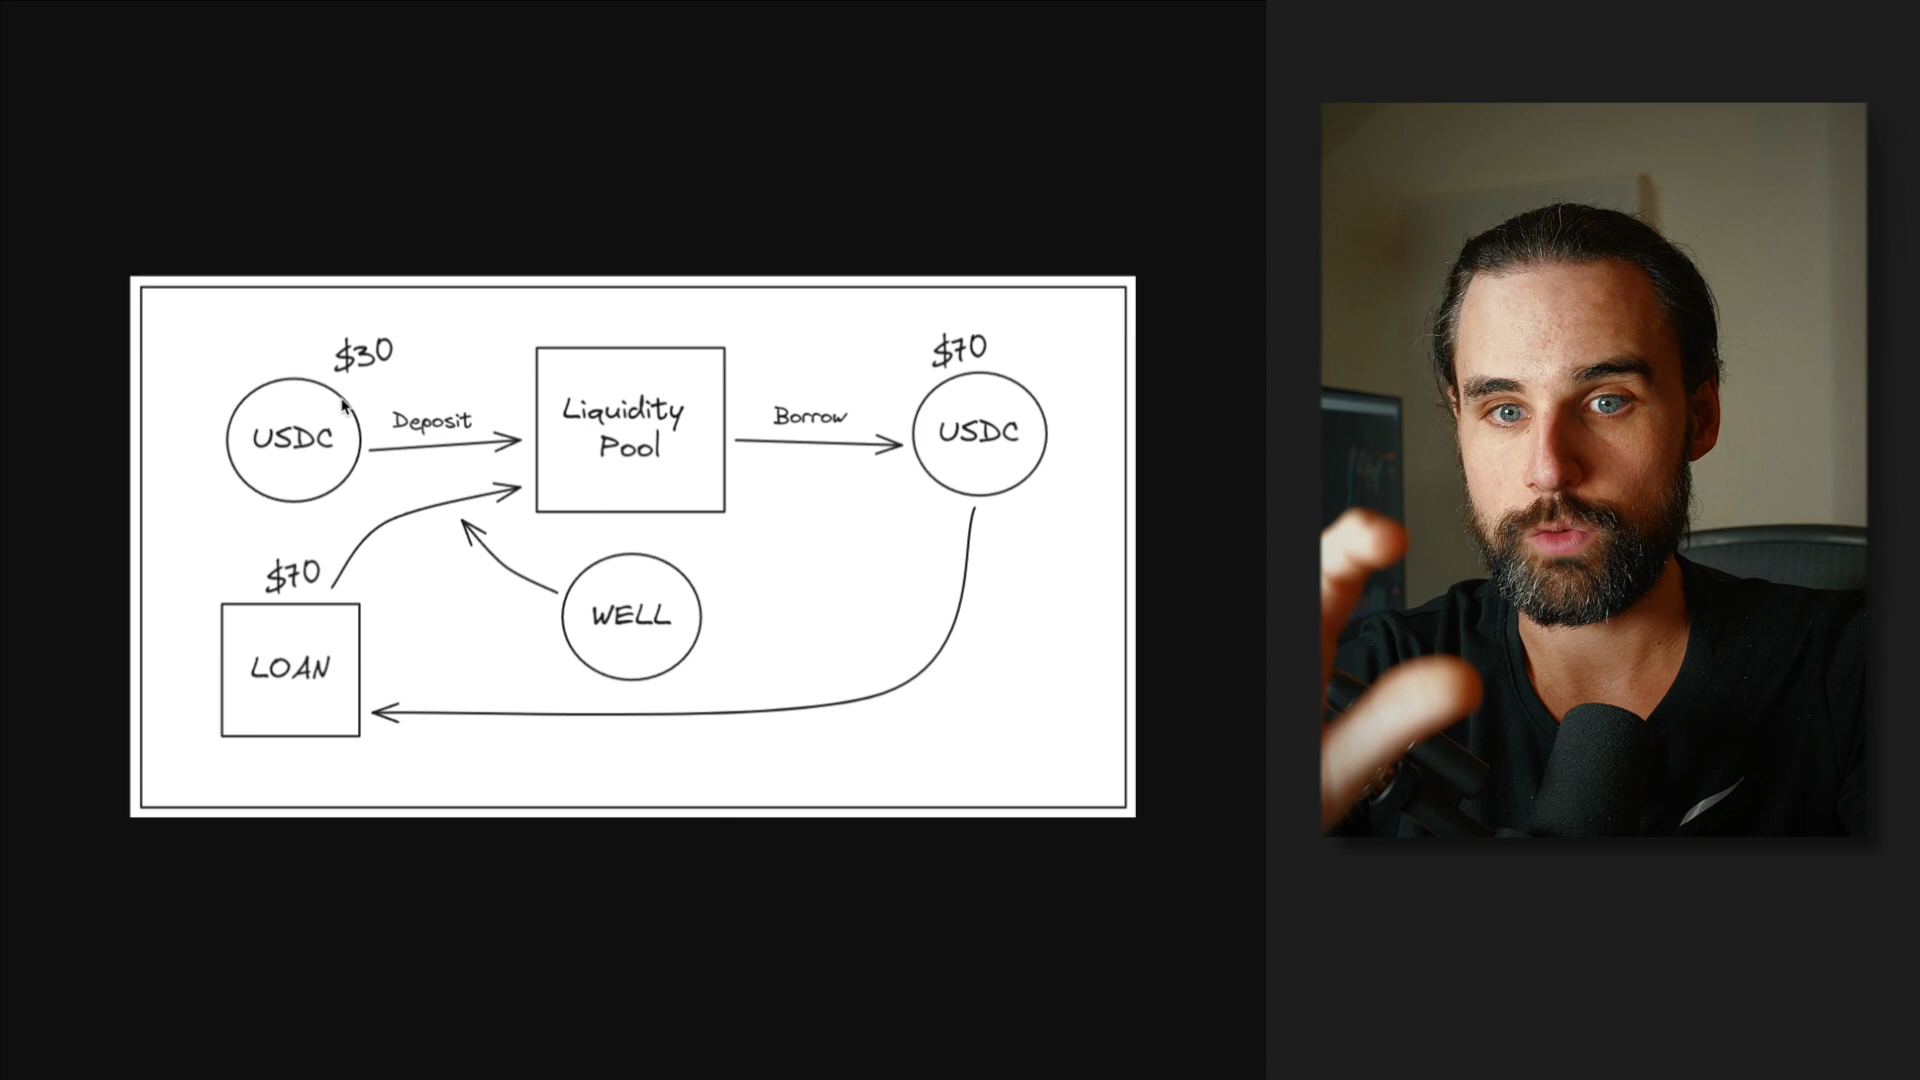 $30
$70
USDC
Deposit
Liquidity
Pool
Borrow
USDC
$70
LOAN
WELL